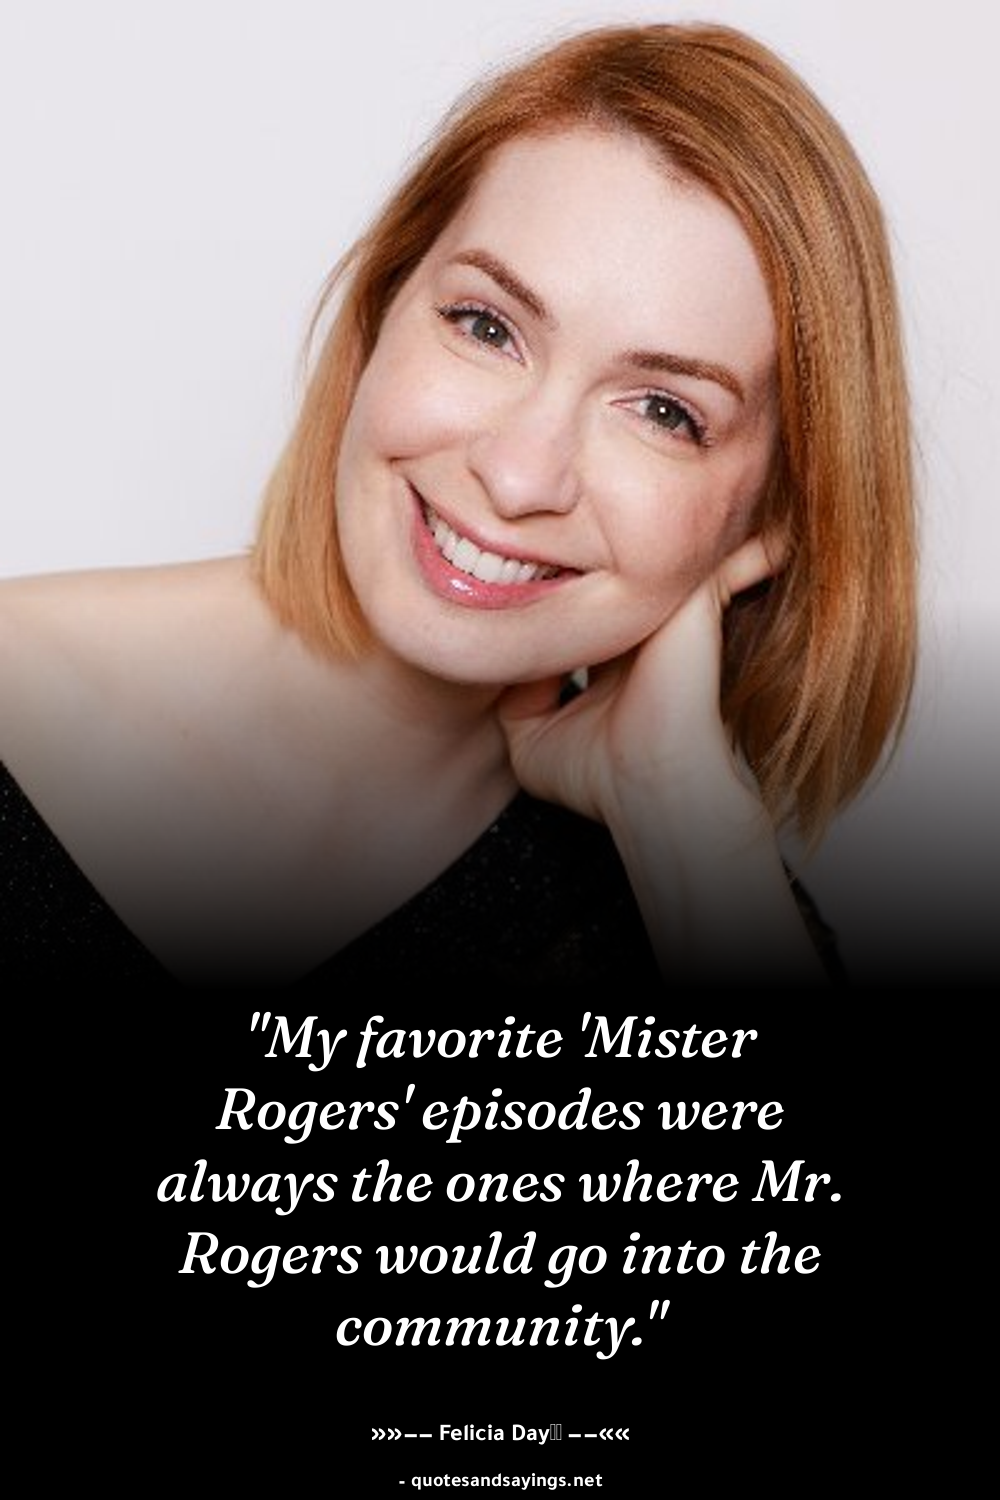 "My favorite 'Mister
Rogers' episodes were
always the ones where Mr.
Rogers would go into the
community."
»»−− Felicia Day −−««
- quotesandsayings.net